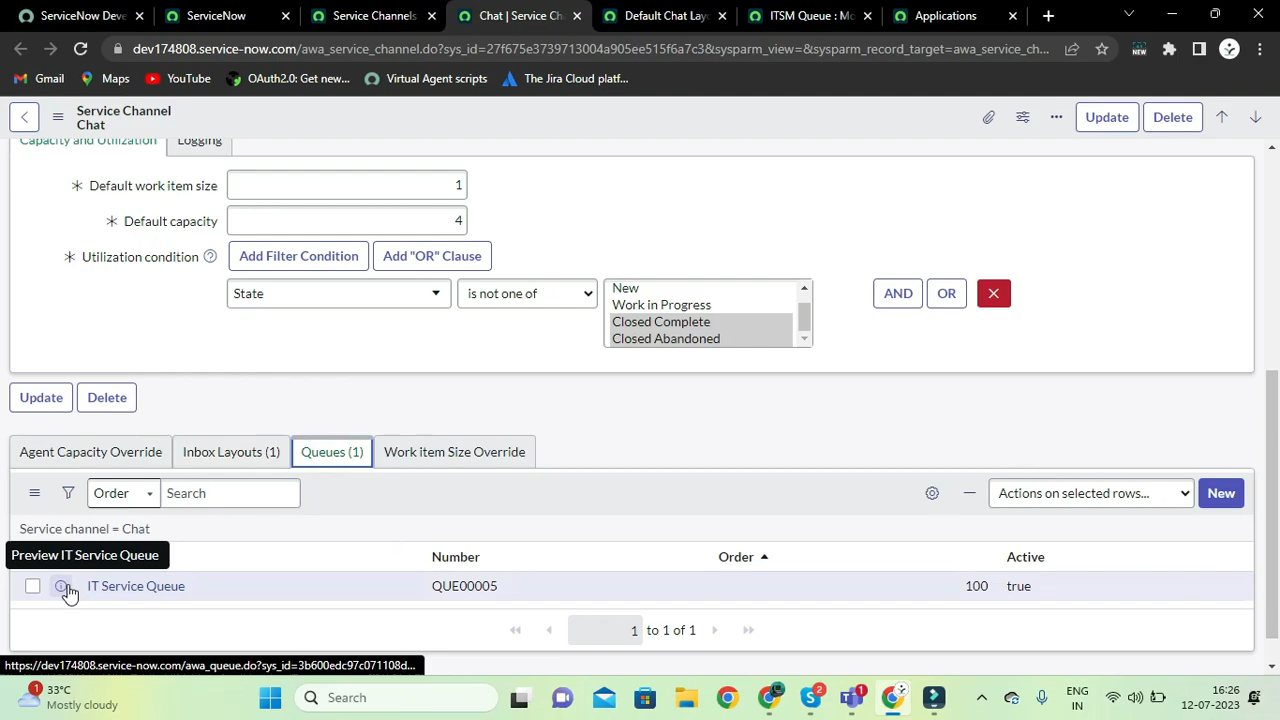 ServiceNow Deve
ServiceNow
Service Channels
Chat | Service Ch
Default Chat Lay
ITSM Queue : Mo
Applications
dev174808.service-now.com/awa_service_channel.do?sys_id=27f675e3739713004a905ee515f6a7c3&sysparm_view=&sysparm_record_target=awa_service_ch...
NEW
Gmail
Maps
YouTube
OAuth2.0: Get new...
Virtual Agent scripts
The Jira Cloud platf...
Service Channel
Chat
Update
Delete
Capacity and Utilization
Logging
Default work item size
1
Default capacity
4
Utilization condition
Add Filter Condition
Add "OR" Clause
State
is not one of
New
Work in Progress
Closed Complete
Closed Abandoned
AND
OR
Update
Delete
Agent Capacity Override
Inbox Layouts (1)
Queues (1)
Work item Size Override
Order
Search
Actions on selected rows...
New
Service channel = Chat
Preview IT Service Queue
Number
Order
Active
IT Service Queue
QUE00005
100
true
1
to 1 of 1
https://dev174808.service-now.com/awa_queue.do?sys_id=3b600edc97c071108d...
1
33°C
Mostly cloudy
Search
2
1
ENG
IN
16:26
12-07-2023